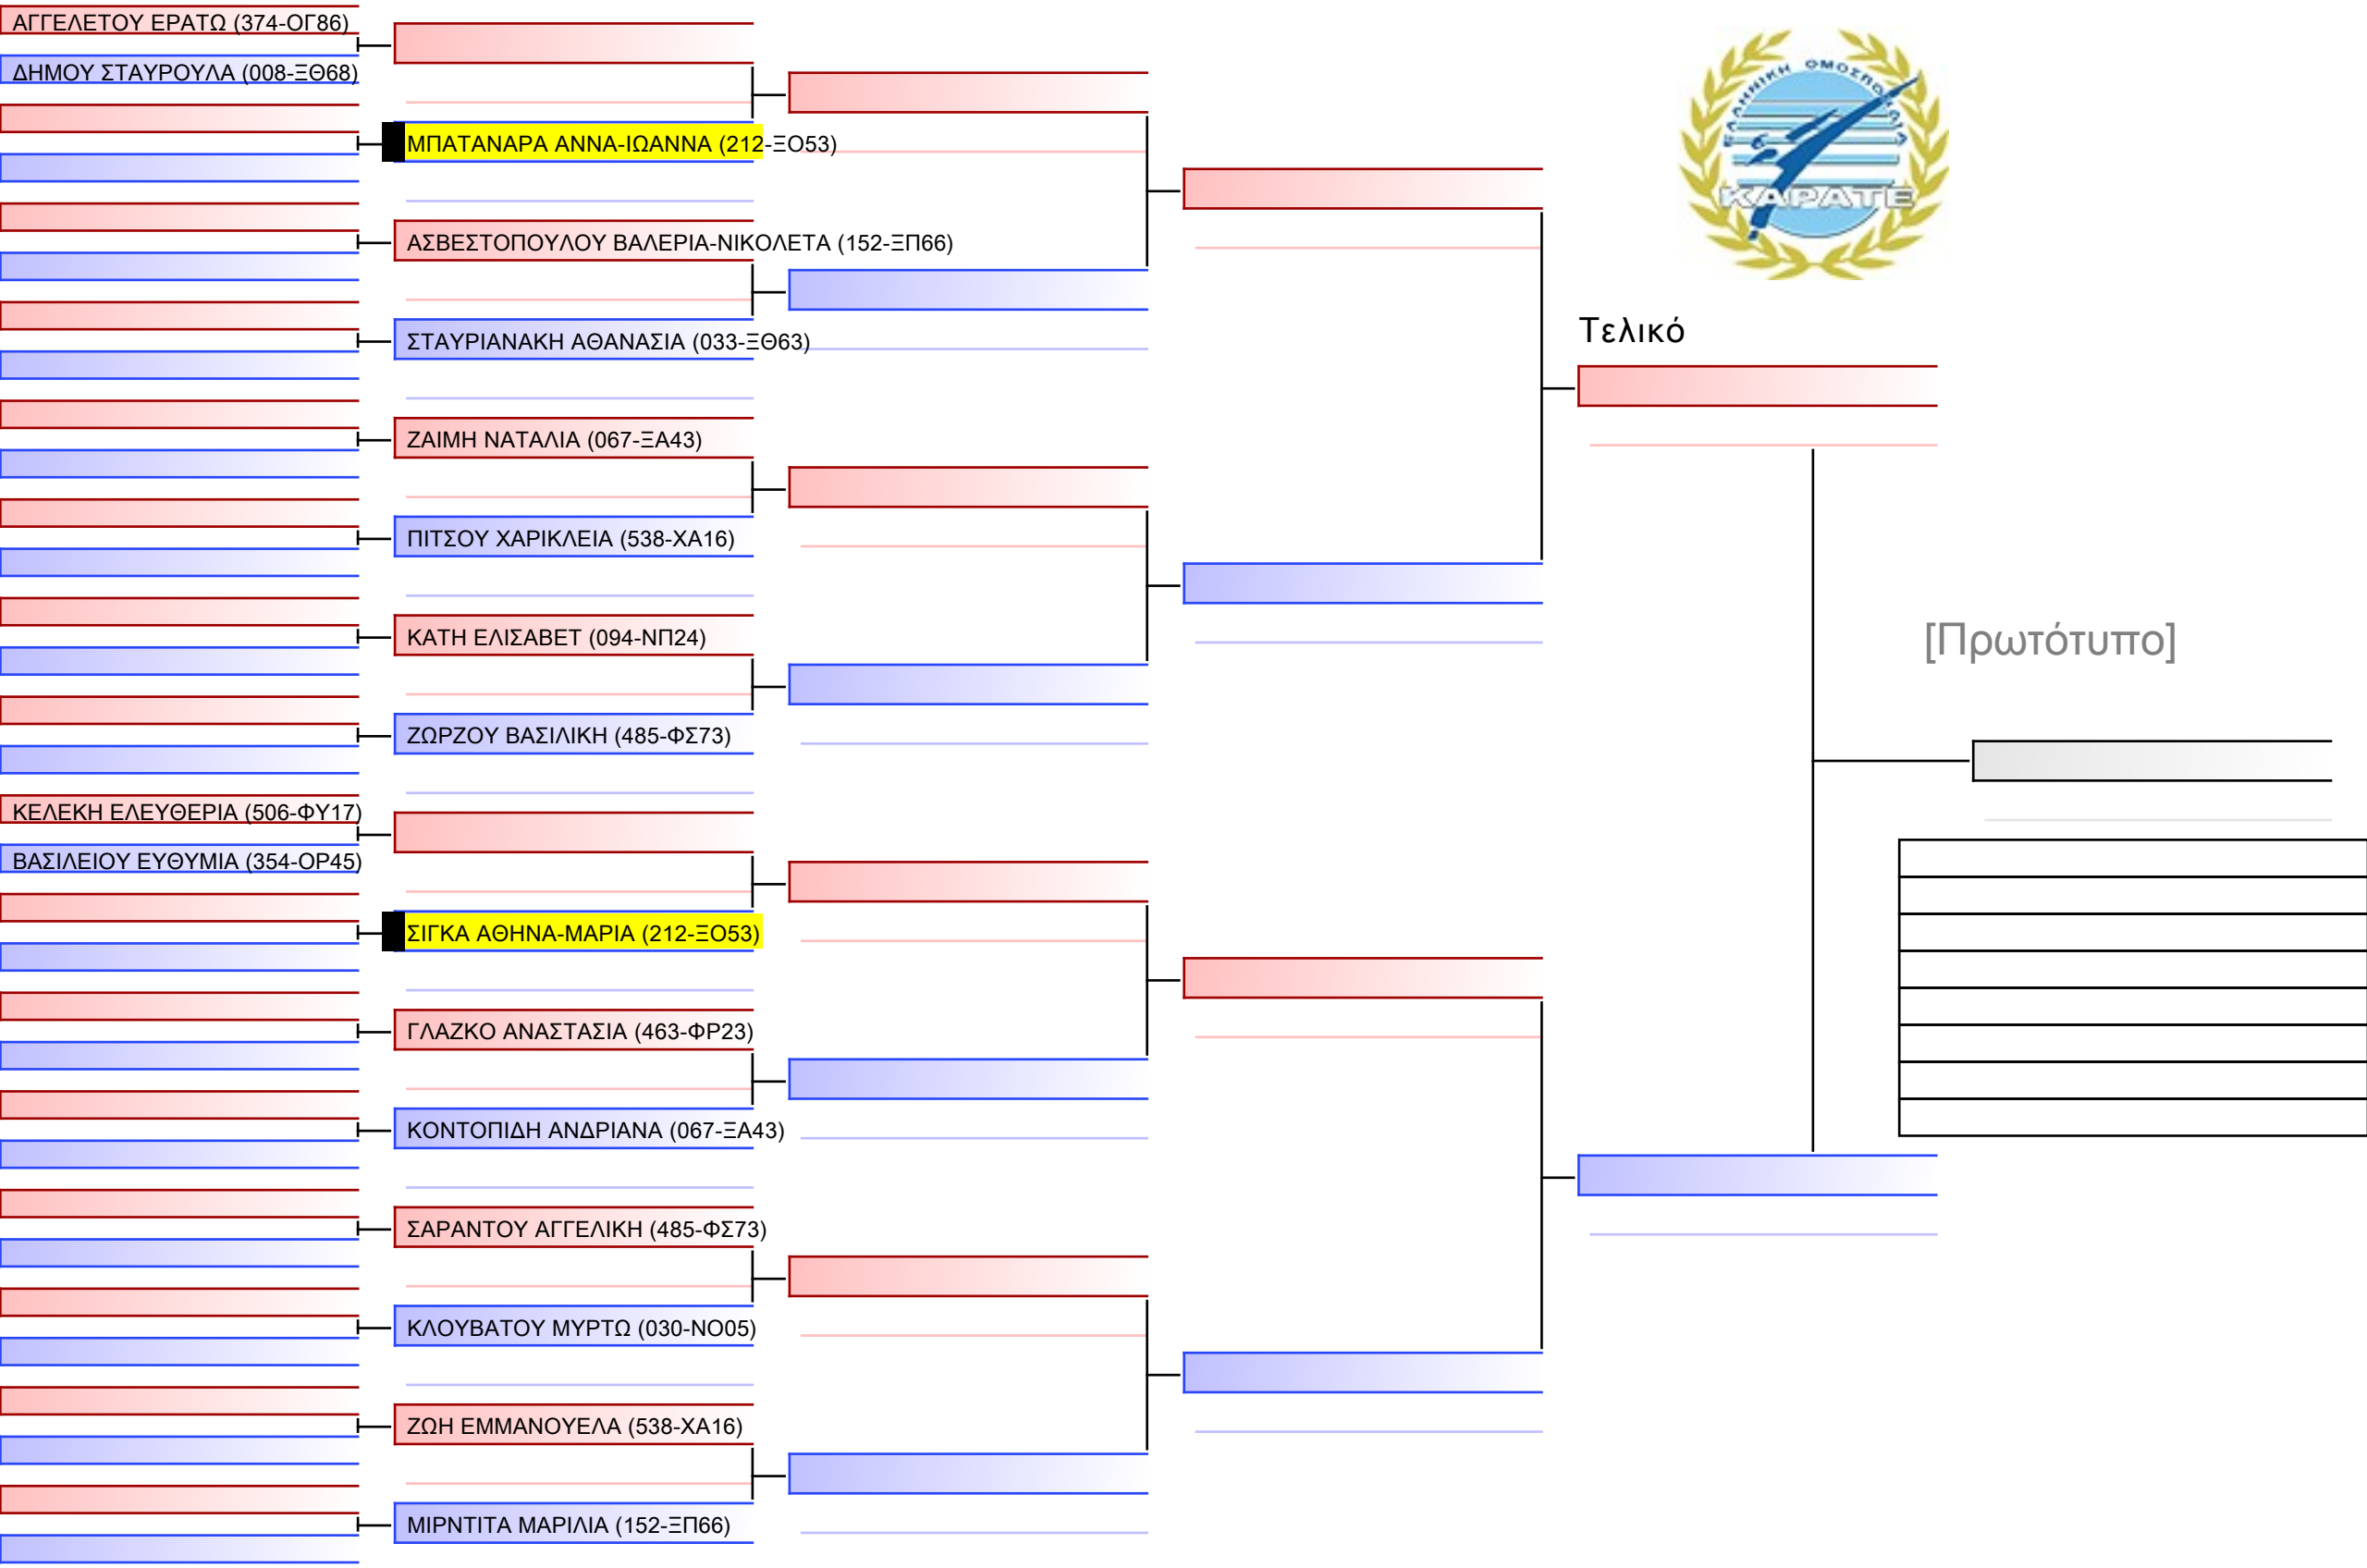 ΑΓΓΕΛΕΤΟΥ ΕΡΑΤΩ (374-ΟΓ86)
ΔΗΜΟΥ ΣΤΑΥΡΟΥΛΑ (008-ΞΘ68)
ΜΠΑΤΑΝΑΡΑ ΑΝΝΑ-ΙΩΑΝΝΑ (212-ΞΟ53)
ΑΣΒΕΣΤΟΠΟΥΛΟΥ ΒΑΛΕΡΙΑ-ΝΙΚΟΛΕΤΑ (152-ΞΠ66)
ΣΤΑΥΡΙΑΝΑΚΗ ΑΘΑΝΑΣΙΑ (033-ΞΘ63)
ΖΑΙΜΗ ΝΑΤΑΛΙΑ (067-ΞΑ43)
ΠΙΤΣΟΥ ΧΑΡΙΚΛΕΙΑ (538-ΧΑ16)
ΚΑΤΗ ΕΛΙΣΑΒΕΤ (094-ΝΠ24)
ΖΩΡΖΟΥ ΒΑΣΙΛΙΚΗ (485-ΦΣ73)
ΚΕΛΕΚΗ ΕΛΕΥΘΕΡΙΑ (506-ΦΥ17)
ΒΑΣΙΛΕΙΟΥ ΕΥΘΥΜΙΑ (354-ΟΡ45)
ΣΙΓΚΑ ΑΘΗΝΑ-ΜΑΡΙΑ (212-ΞΟ53)
ΓΛΑΖΚΟ ΑΝΑΣΤΑΣΙΑ (463-ΦΡ23)
ΚΟΝΤΟΠΙΔΗ ΑΝΔΡΙΑΝΑ (067-ΞΑ43)
ΣΑΡΑΝΤΟΥ ΑΓΓΕΛΙΚΗ (485-ΦΣ73)
ΚΛΟΥΒΑΤΟΥ ΜΥΡΤΩ (030-ΝΟ05)
ΖΩΗ ΕΜΜΑΝΟΥΕΛΑ (538-ΧΑ16)
ΜΙΡΝΤΙΤΑ ΜΑΡΙΛΙΑ (152-ΞΠ66)
ΕΛΛΗΝΙΚΗ ΟΜΟΣΠΟΝΔΙΑ
ΚΑΡΑΤΕ
Τελικό
[Πρωτότυπο]